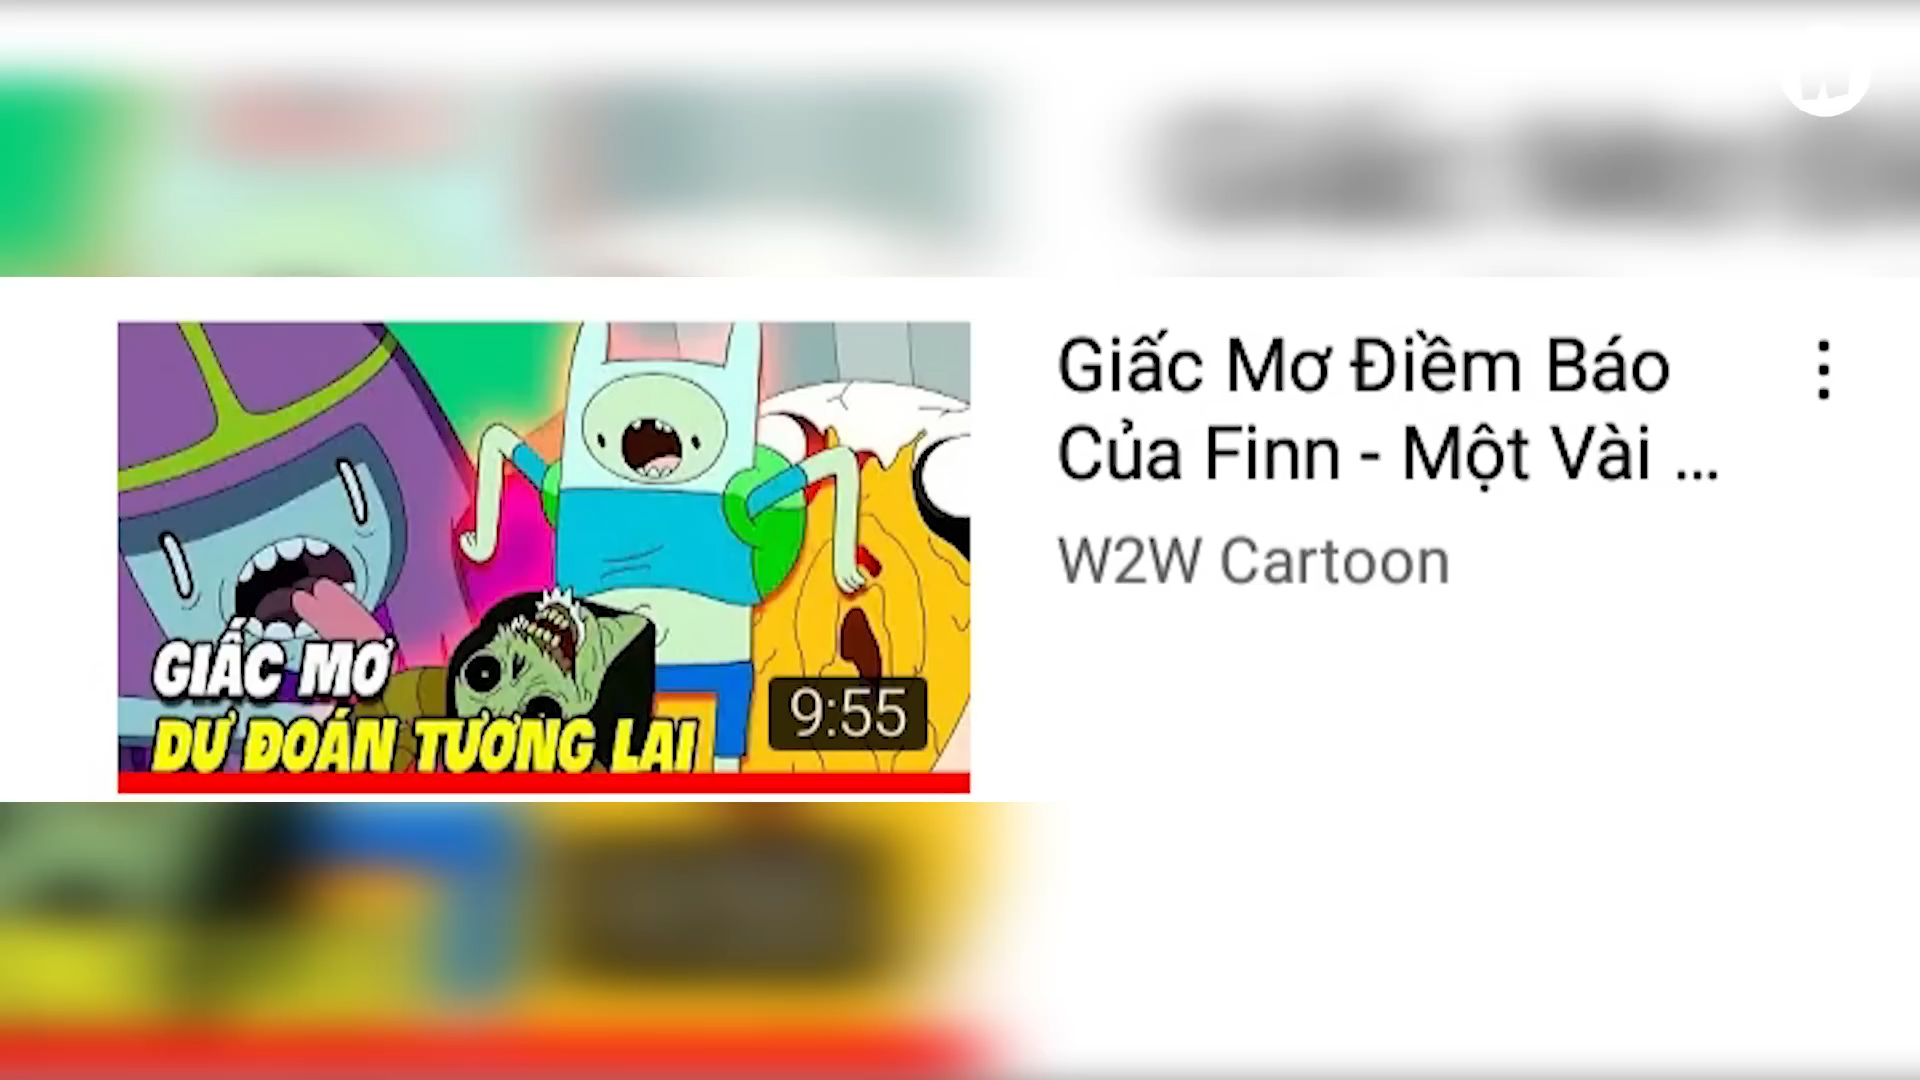 Giấc Mơ Điềm Báo
Của Finn - Một Vài ...
W2W Cartoon
GIẤC MƠ
DỰ ĐOÁN TƯƠNG LAI
9:55